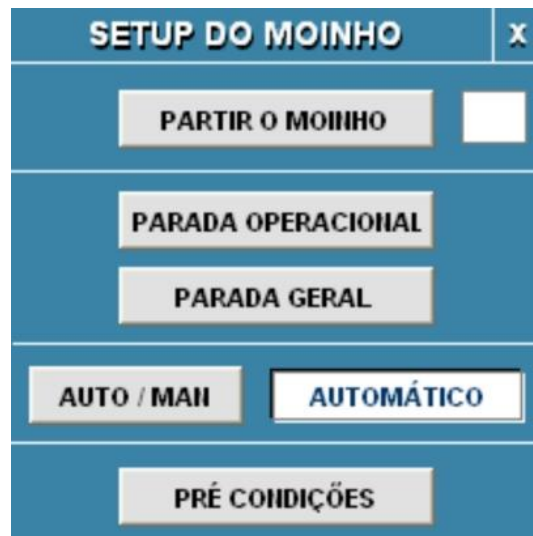 SETUP DO MOINHO X
PARTIR O MOINHO
PARADA OPERACIONAL
PARADA GERAL
AUTO / MAN AUTOMÁTICO
PRÉ CONDIÇÕES